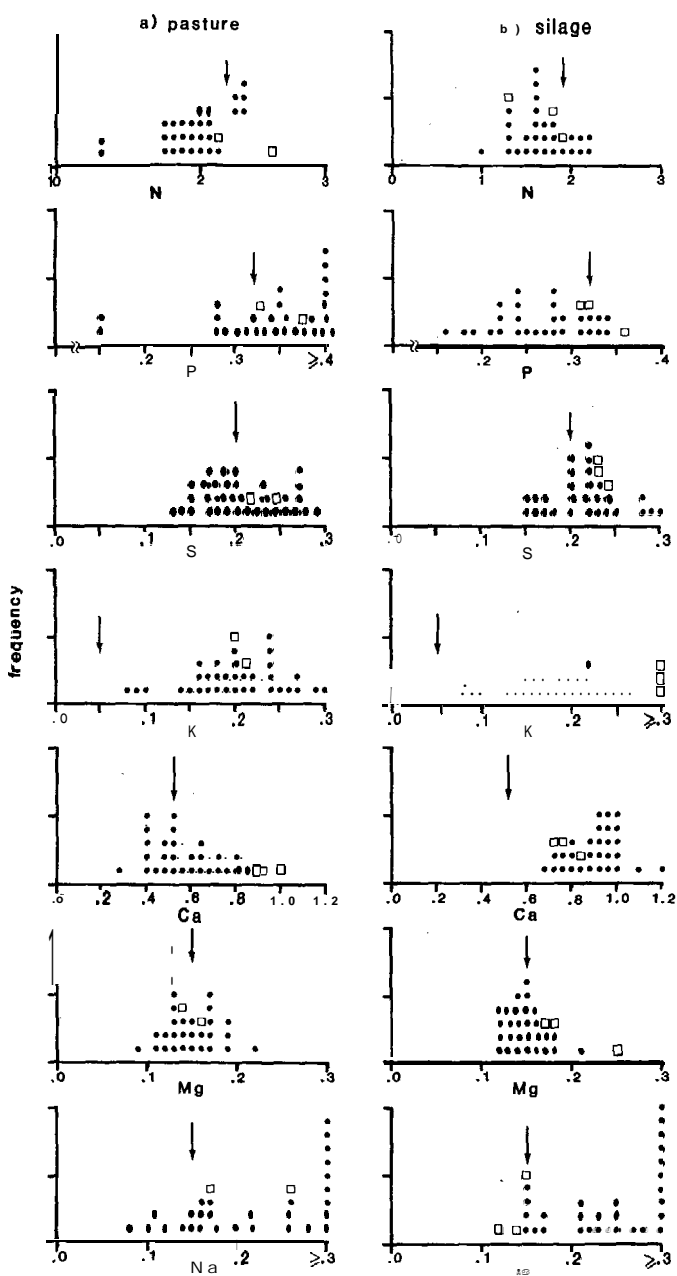 a) pasture
b) silage
10 2 3
N
0 1 2 3
N
.2 .3 ⩾.4
P
.2 .3 .4
P
.0 .1 .2 .3
S
.0 .1 .2 .3
S
frequency
.0 .1 .2 .3
K
.0 .1 .2 ⩾.3
K
.0 .2 .4 .6 .8 1.0 1.2
Ca
.0 .2 .4 .6 .8 1.0 1.2
Ca
.0 .1 .2 .3
Mg
.0 .1 .2 .3
Mg
.0 .1 .2 ⩾.3
Na
.0 .1 .2 ⩾.3